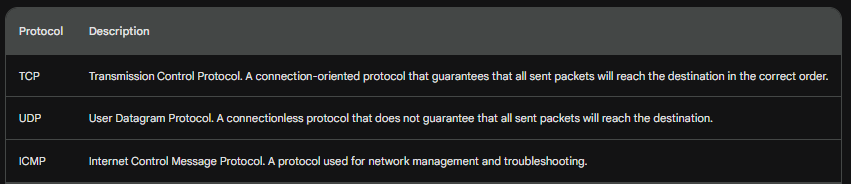 Protocol Description
TCP Transmission Control Protocol. A connection-oriented protocol that guarantees that all sent packets will reach the destination in the correct order.
UDP User Datagram Protocol. A connectionless protocol that does not guarantee that all sent packets will reach the destination.
ICMP Internet Control Message Protocol. A protocol used for network management and troubleshooting.